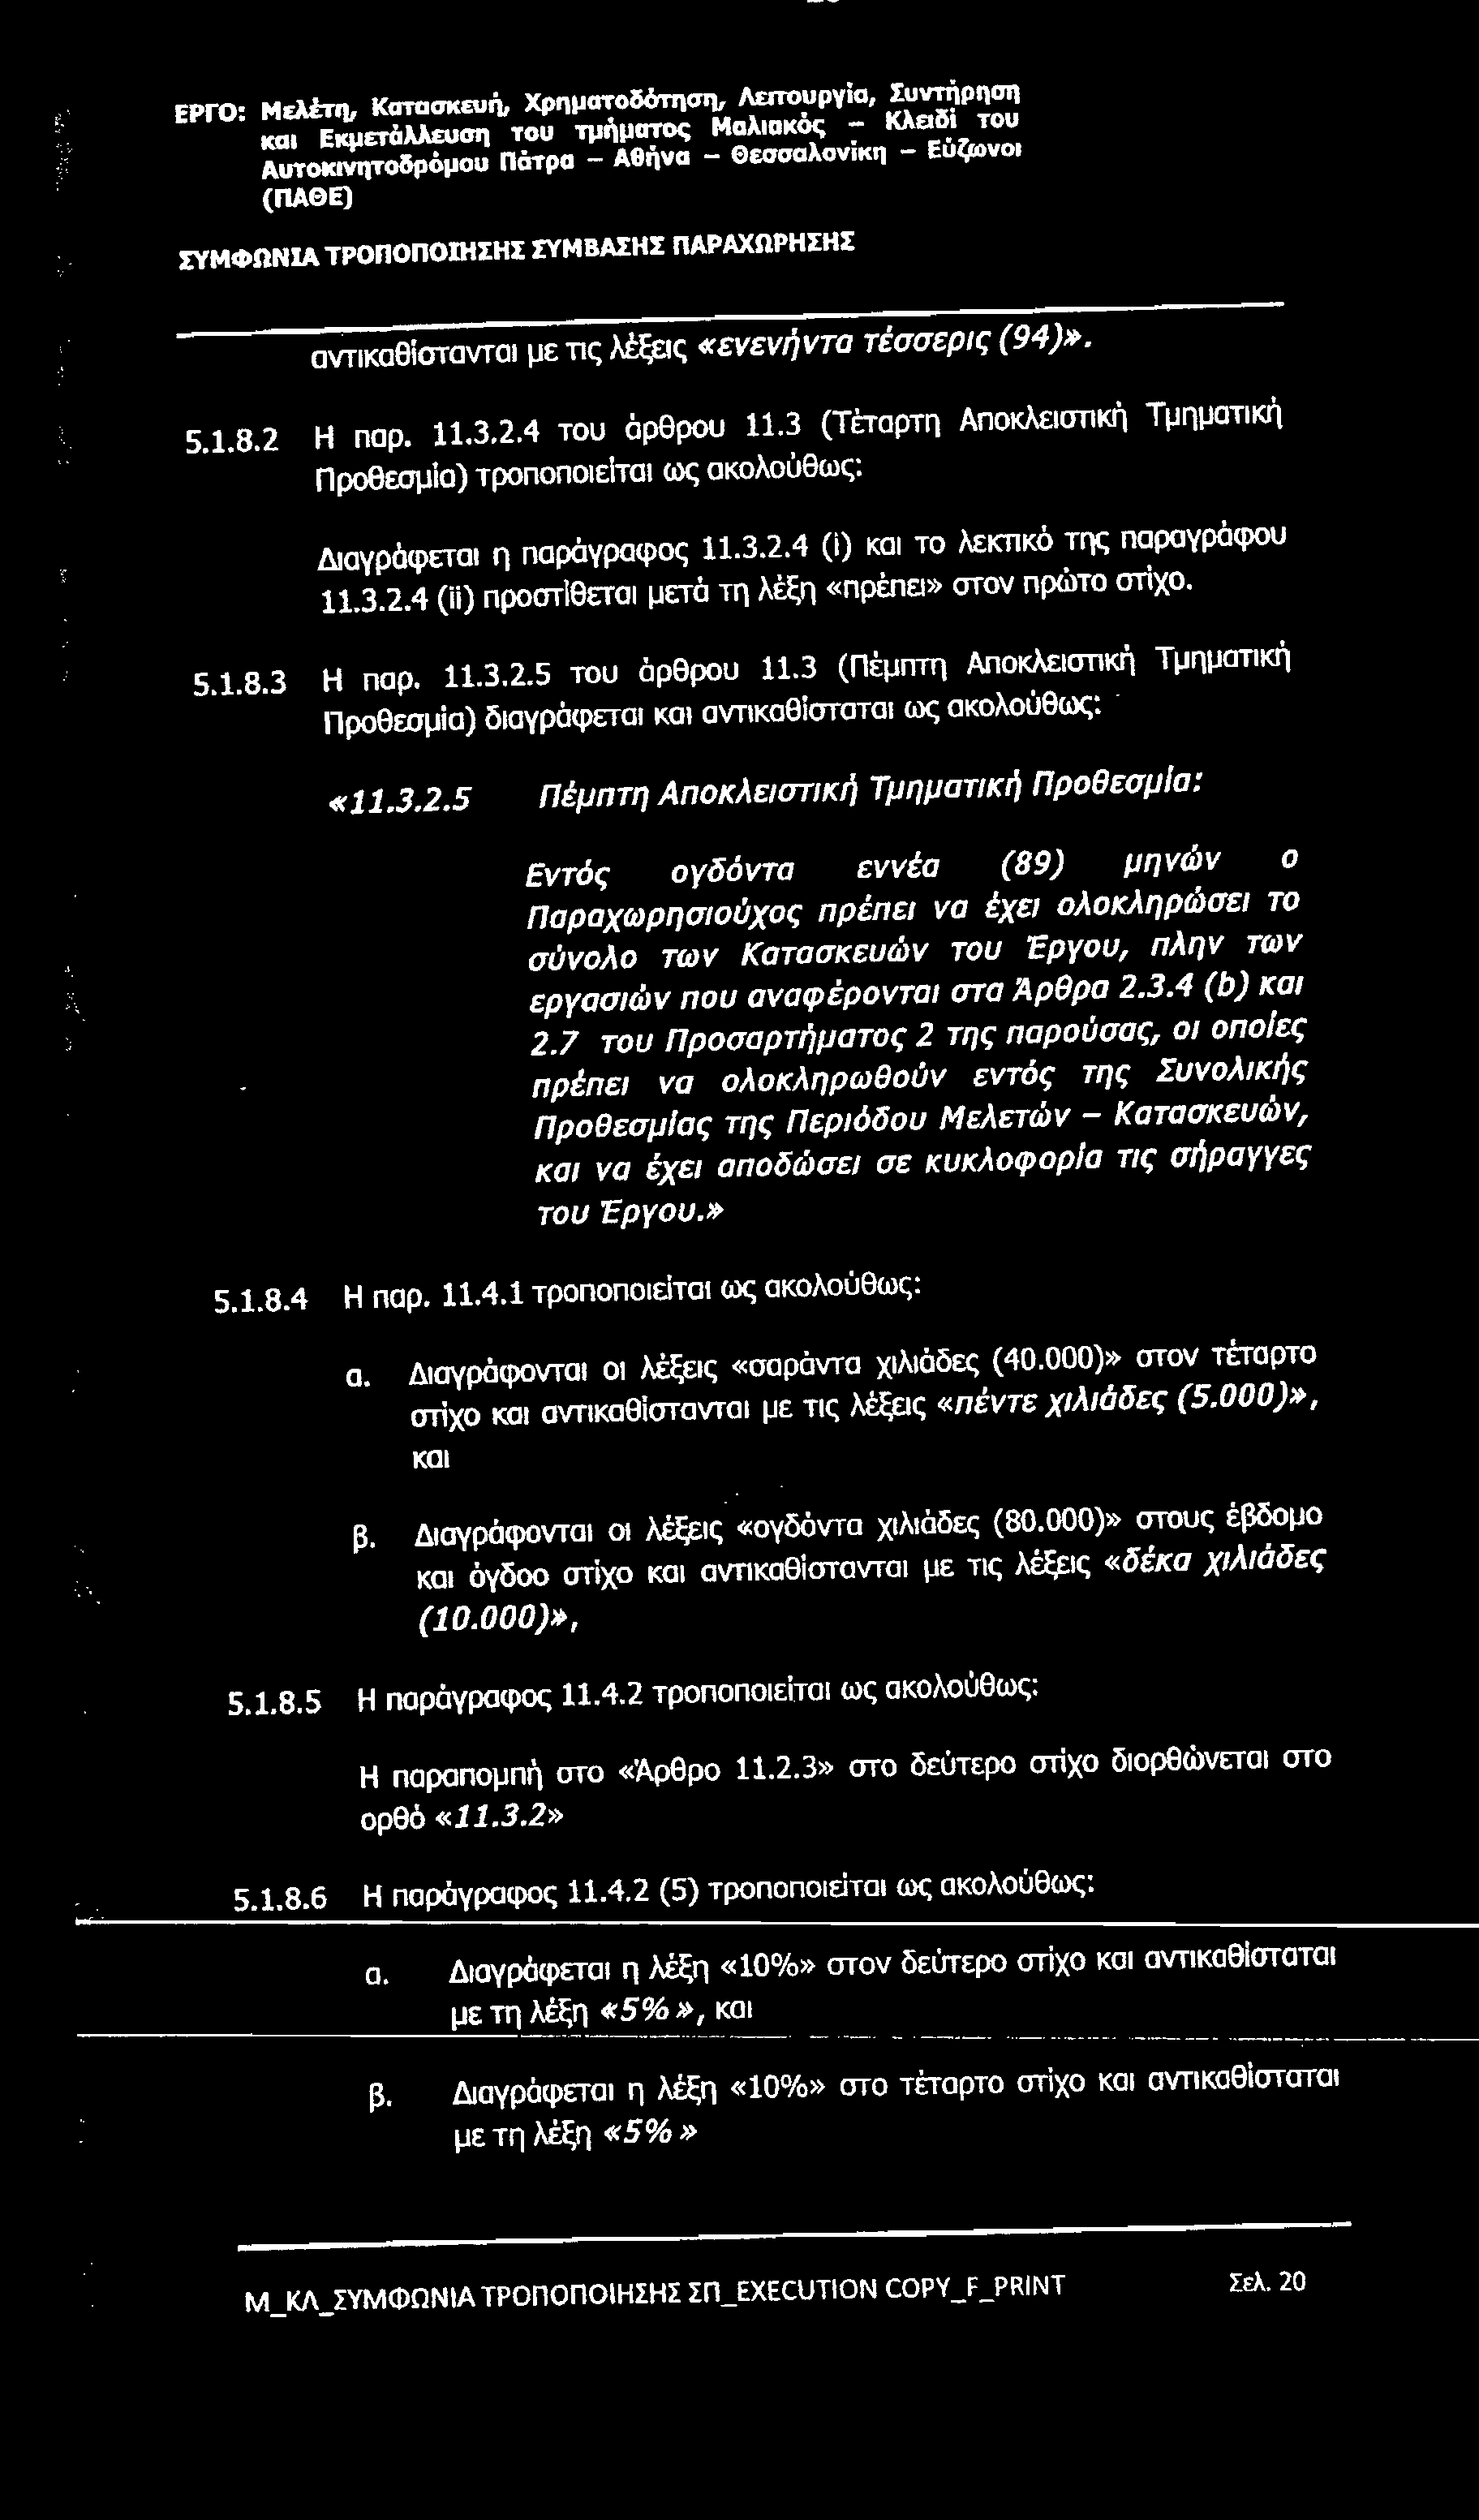 ΕΡΓΟ: Μελέτη, Κατασκευή, Χρηματοδότηση, Λειτουργία, Συντήρηση
και Εκμετάλλευση του τμήματος Μαλιακός – Κλειδί του
Αυτοκινητοδρόμου Πάτρα – Αθήνα – Θεσσαλονίκη – Εύζωνοι
(ΠΑΘΕ)
ΣΥΜΦΩΝΙΑ ΤΡΟΠΟΠΟΙΗΣΗΣ ΣΥΜΒΑΣΗΣ ΠΑΡΑΧΩΡΗΣΗΣ
αντικαθίστανται με τις λέξεις «ενενήντα τέσσερις (94)».
5.1.8.2 Η παρ. 11.3.2.4 του άρθρου 11.3 (Τέταρτη Αποκλειστική Τμηματική
Προθεσμία) τροποποιείται ως ακολούθως:
Διαγράφεται η παράγραφος 11.3.2.4 (i) και το λεκτικό της παραγράφου
11.3.2.4 (ii) προστίθεται μετά τη λέξη «πρέπει» στον πρώτο στίχο.
5.1.8.3 Η παρ. 11.3.2.5 του άρθρου 11.3 (Πέμπτη Αποκλειστική Τμηματική
Προθεσμία) διαγράφεται και αντικαθίσταται ως ακολούθως:
«11.3.2.5 Πέμπτη Αποκλειστική Τμηματική Προθεσμία:
Εντός ογδόντα εννέα (89) μηνών ο
Παραχωρησιούχος πρέπει να έχει ολοκληρώσει το
σύνολο των Κατασκευών του Έργου, πλην των
εργασιών που αναφέρονται στα Άρθρα 2.3.4 (b) και
2.7 του Προσαρτήματος 2 της παρούσας, οι οποίες
πρέπει να ολοκληρωθούν εντός της Συνολικής
Προθεσμίας της Περιόδου Μελετών – Κατασκευών,
και να έχει αποδώσει σε κυκλοφορία τις σήραγγες
του Έργου.»
5.1.8.4 Η παρ. 11.4.1 τροποποιείται ως ακολούθως:
α. Διαγράφονται οι λέξεις «σαράντα χιλιάδες (40.000)» στον τέταρτο
στίχο και αντικαθίστανται με τις λέξεις «πέντε χιλιάδες (5.000)»,
και
β. Διαγράφονται οι λέξεις «ογδόντα χιλιάδες (80.000)» στους έβδομο
και όγδοο στίχο και αντικαθίστανται με τις λέξεις «δέκα χιλιάδες
(10.000)»,
5.1.8.5 Η παράγραφος 11.4.2 τροποποιείται ως ακολούθως:
Η παραπομπή στο «Άρθρο 11.2.3» στο δεύτερο στίχο διορθώνεται στο
ορθό «11.3.2»
5.1.8.6 Η παράγραφος 11.4.2 (5) τροποποιείται ως ακολούθως:
α. Διαγράφεται η λέξη «10%» στον δεύτερο στίχο και αντικαθίσταται
με τη λέξη «5%», και
β. Διαγράφεται η λέξη «10%» στο τέταρτο στίχο και αντικαθίσταται
με τη λέξη «5%»
Μ_ΚΛ_ΣΥΜΦΩΝΙΑ ΤΡΟΠΟΠΟΙΗΣΗΣ ΣΠ_EXECUTION COPY_F_PRINT Σελ. 20